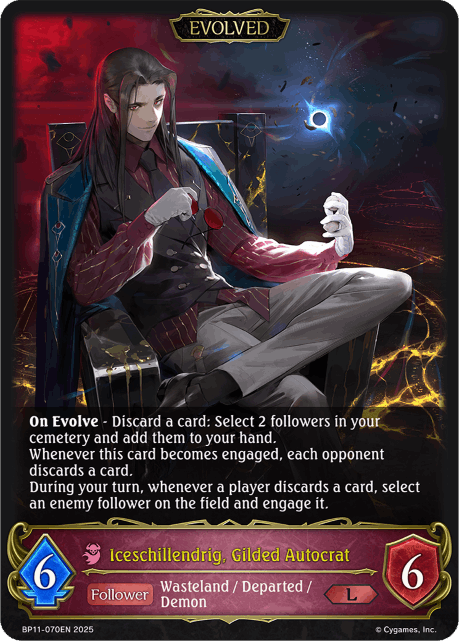 EVOLVED
On Evolve - Discard a card: Select 2 followers in your
cemetery and add them to your hand.
Whenever this card becomes engaged, each opponent
discards a card.
During your turn, whenever a player discards a card, select
an enemy follower on the field and engage it.
Iceschillendrig, Gilded Autocrat
6
Follower
Wasteland / Departed /
Demon
L
6
BP11-070EN 2025
© Cygames, Inc.